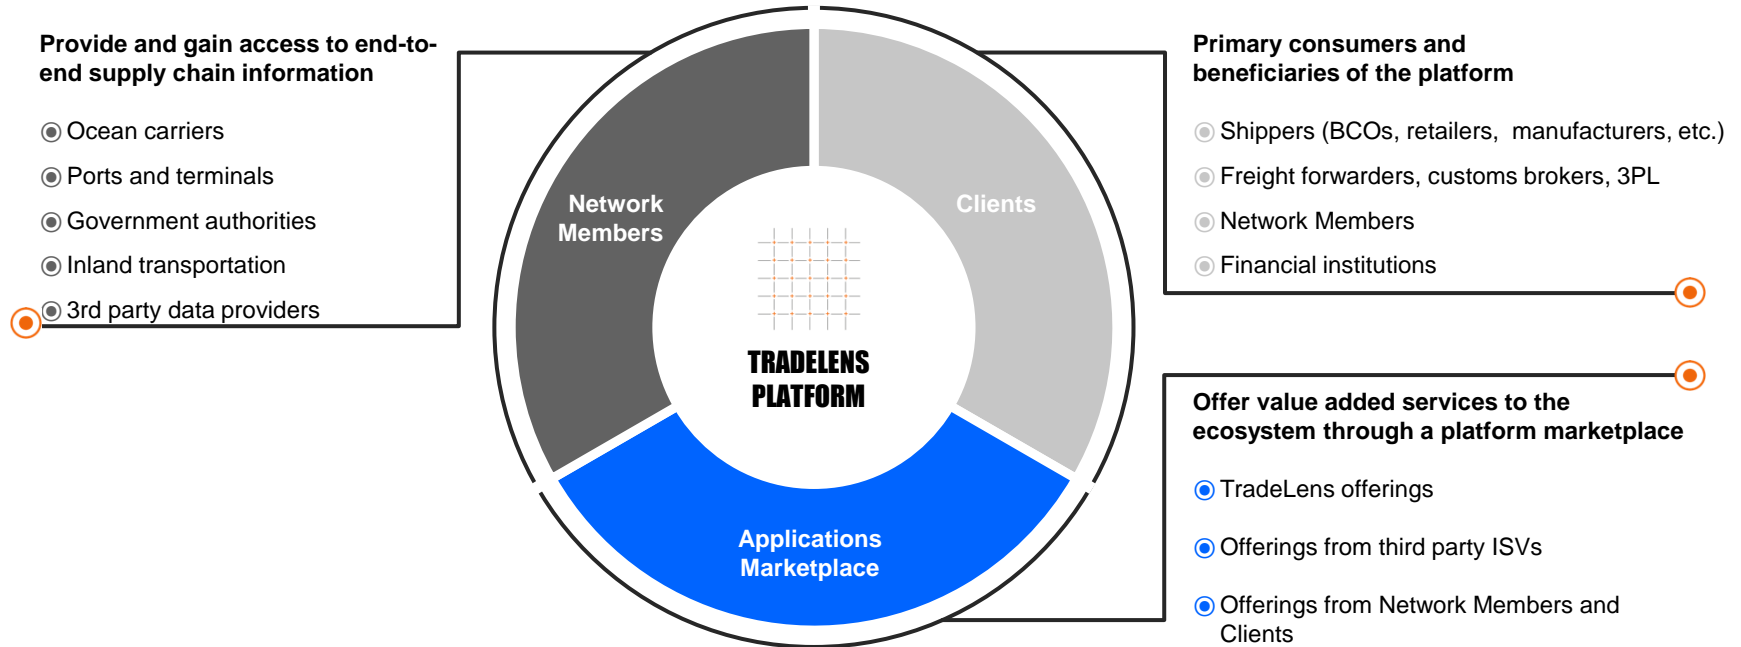 Provide and gain access to end-to-
end supply chain information
Ocean carriers
Ports and terminals
Government authorities
Inland transportation
3rd party data providers
Network
Members
Clients
TRADELENS
PLATFORM
Applications
Marketplace
Primary consumers and
beneficiaries of the platform
Shippers (BCOs, retailers, manufacturers, etc.)
Freight forwarders, customs brokers, 3PL
Network Members
Financial institutions
Offer value added services to the
ecosystem through a platform marketplace
TradeLens offerings
Offerings from third party ISVs
Offerings from Network Members and
Clients